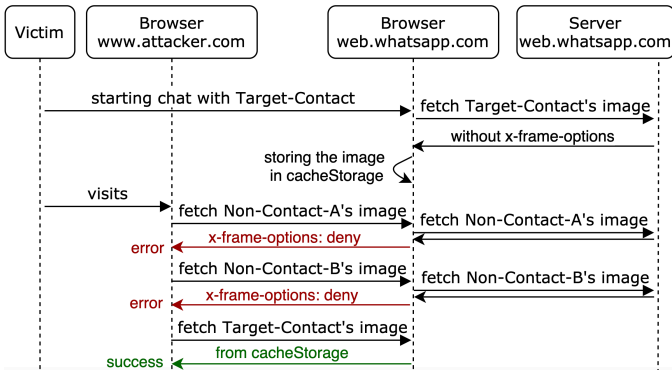 Victim
Browser
www.attacker.com
Browser
web.whatsapp.com
Server
web.whatsapp.com
starting chat with Target-Contact
fetch Target-Contact's image
without x-frame-options
storing the image
in cacheStorage
visits
fetch Non-Contact-A's image
fetch Non-Contact-A's image
x-frame-options: deny
error
fetch Non-Contact-B's image
fetch Non-Contact-B's image
x-frame-options: deny
error
fetch Target-Contact's image
from cacheStorage
success